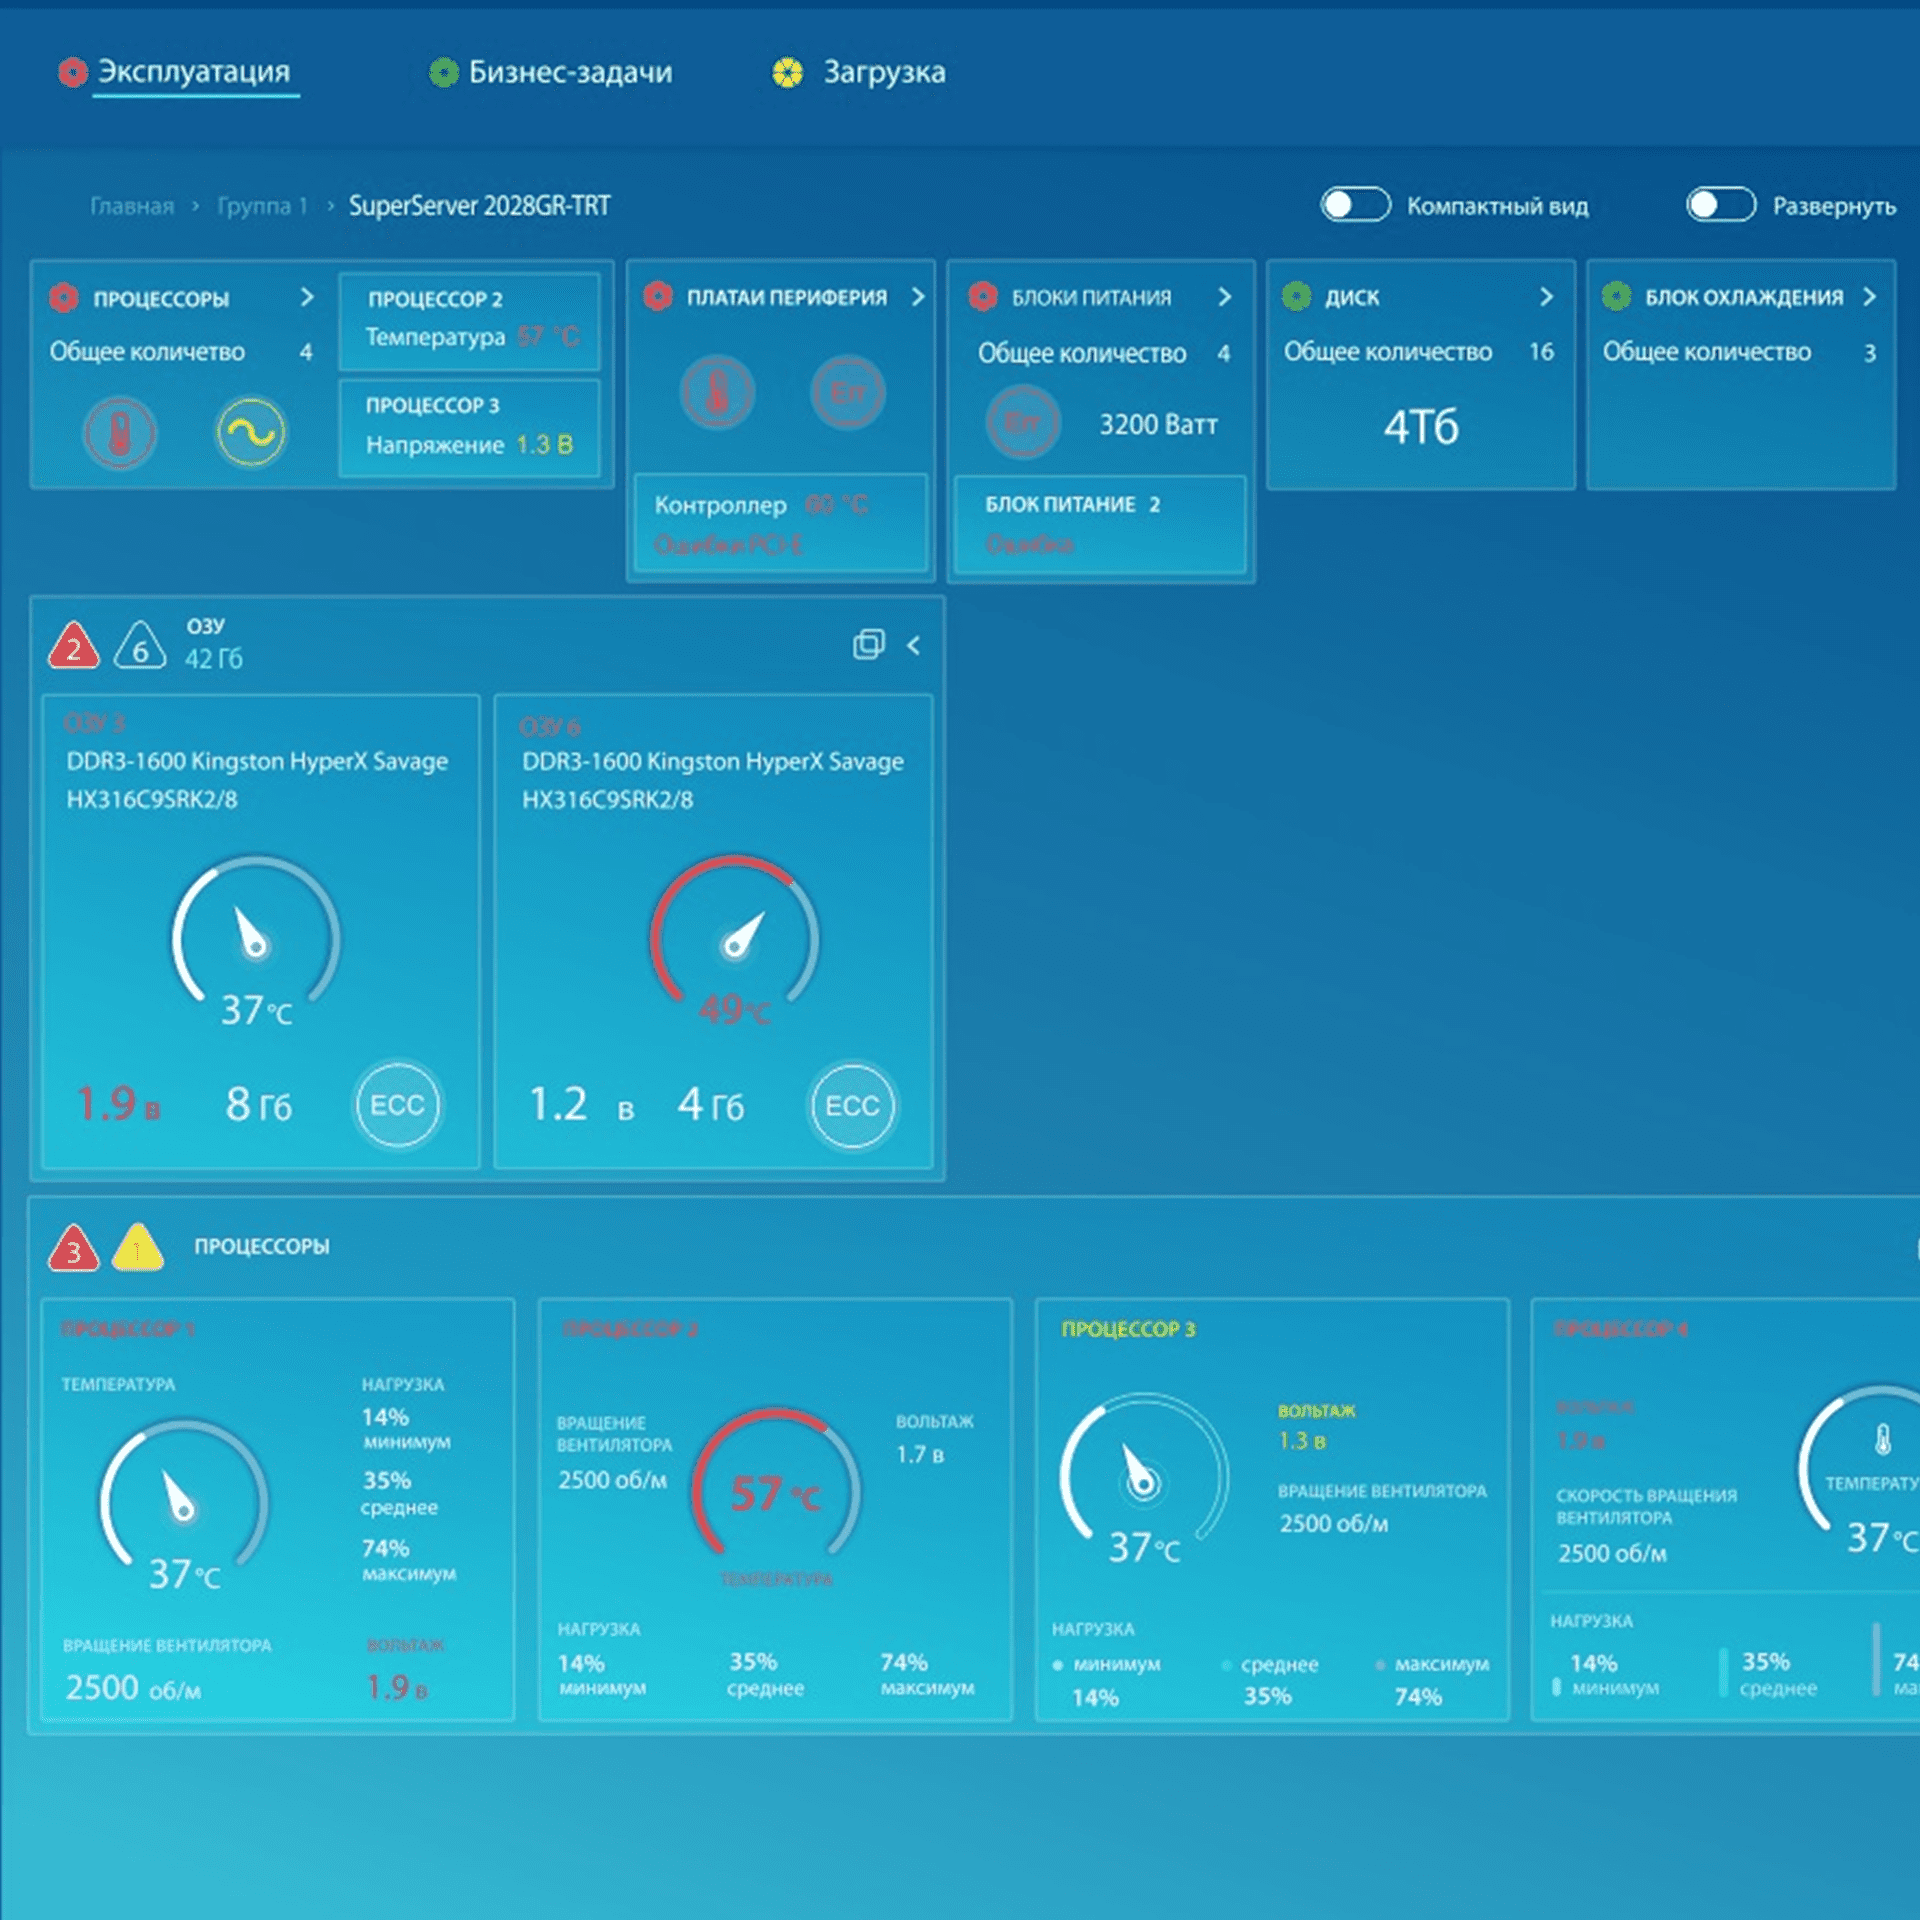 Эксплуатация
Бизнес-задачи
Загрузка
Главная > Группа 1 > SuperServer 2028GR-TRT
Компактный вид
Развернуть
ПРОЦЕССОРЫ
Общее количетво 4
ПРОЦЕССОР 2
Температура 57 °C
ПРОЦЕССОР 3
Напряжение 1.3 В
ПЛАТАИ ПЕРИФЕРИЯ
Err
Контроллер 60 °C
Ошибки PCI-E
БЛОКИ ПИТАНИЯ
Общее количество 4
Err
3200 Ватт
БЛОК ПИТАНИЕ 2
Ошибка
ДИСК
Общее количество 16
4Тб
БЛОК ОХЛАЖДЕНИЯ
Общее количество 3
2
6
ОЗУ
42 Гб
ОЗУ 3
DDR3-1600 Kingston HyperX Savage
HX316C9SRK2/8
37 °C
1.9 в
8 Гб
ECC
ОЗУ 6
DDR3-1600 Kingston HyperX Savage
HX316C9SRK2/8
49 °C
1.2 в
4 Гб
ECC
3
1
ПРОЦЕССОРЫ
ПРОЦЕССОР 1
ТЕМПЕРАТУРА
37 °C
НАГРУЗКА
14%
минимум
35%
среднее
74%
максимум
ВРАЩЕНИЕ ВЕНТИЛЯТОРА
2500 об/м
ВОЛЬТАЖ
1.9 в
ПРОЦЕССОР 2
ВРАЩЕНИЕ
ВЕНТИЛЯТОРА
2500 об/м
57 °C
ТЕМПЕРАТУРА
ВОЛЬТАЖ
1.7 в
НАГРУЗКА
14%
минимум
35%
среднее
74%
максимум
ПРОЦЕССОР 3
37 °C
ВОЛЬТАЖ
1.3 в
ВРАЩЕНИЕ ВЕНТИЛЯТОРА
2500 об/м
НАГРУЗКА
минимум
14%
среднее
35%
максимум
74%
ПРОЦЕССОР 4
ВОЛЬТАЖ
1.9 в
СКОРОСТЬ ВРАЩЕНИЯ
ВЕНТИЛЯТОРА
2500 об/м
ТЕМПЕРАТУ
37 °C
НАГРУЗКА
14%
минимум
35%
среднее
74
ма